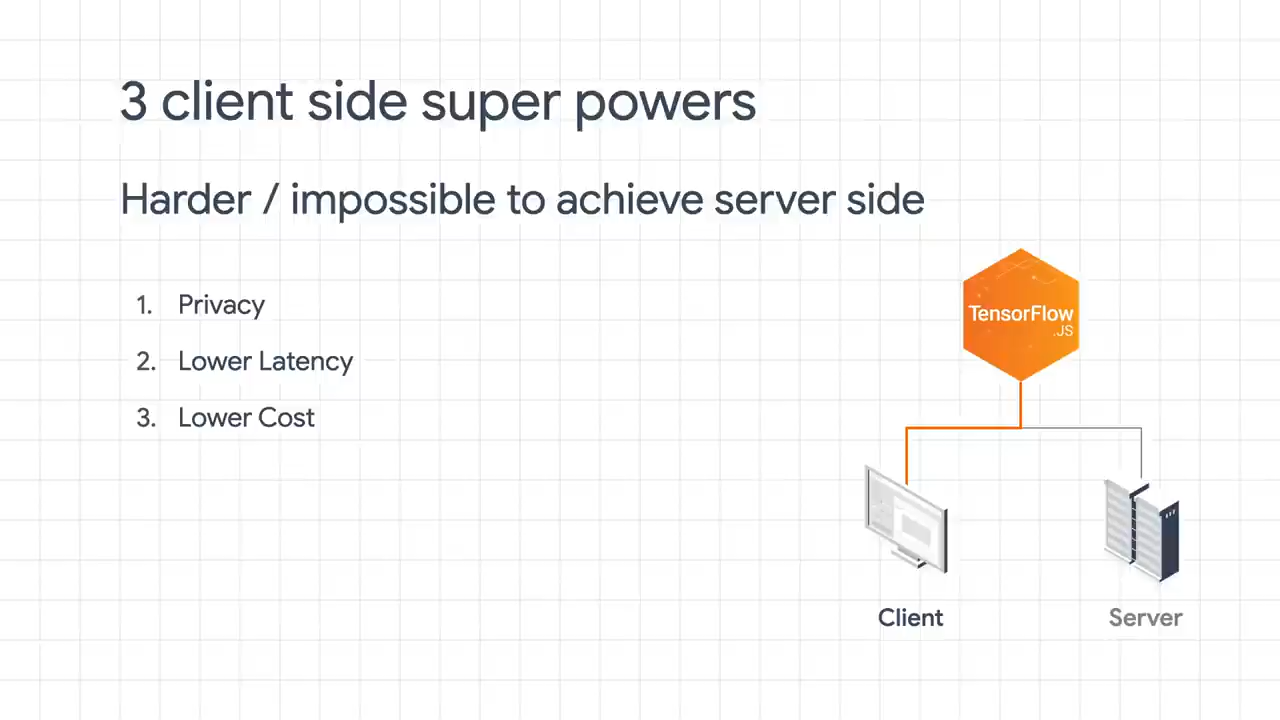 3 client side super powers
Harder / impossible to achieve server side
1. Privacy
2. Lower Latency
3. Lower Cost
TensorFlow
.JS
Client
Server